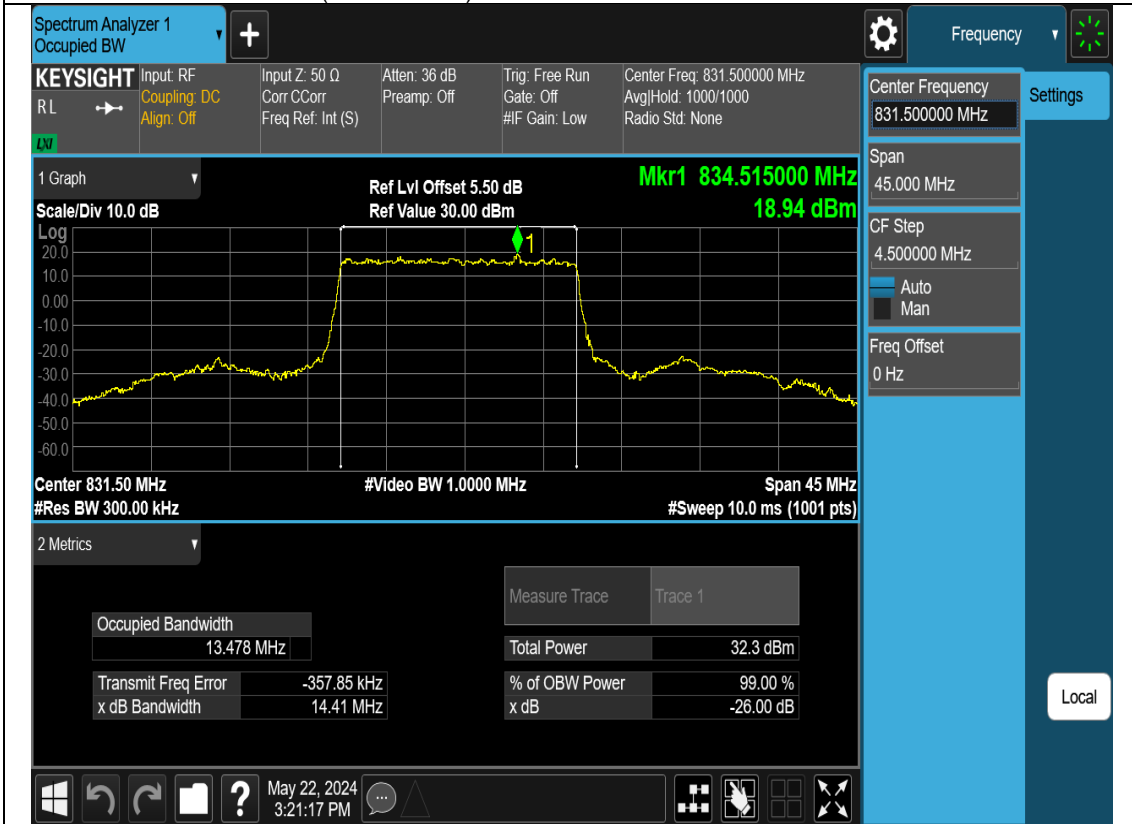 Spectrum Analyzer 1
Occupied BW
+
Frequency
KEYSIGHT
R L
LXI
Input: RF
Coupling: DC
Align: Off
Input Z: 50 Ω
Corr CCorr
Freq Ref: Int (S)
Atten: 36 dB
Preamp: Off
Trig: Free Run
Gate: Off
#IF Gain: Low
Center Freq: 831.500000 MHz
Avg|Hold: 1000/1000
Radio Std: None
Center Frequency
831.500000 MHz
Settings
Span
45.000 MHz
CF Step
4.500000 MHz
Auto
Man
Freq Offset
0 Hz
Local
1 Graph
Scale/Div 10.0 dB
Ref Lvl Offset 5.50 dB
Ref Value 30.00 dBm
Mkr1 834.515000 MHz
18.94 dBm
Log
1
20.0
10.0
0.00
-10.0
-20.0
-30.0
-40.0
-50.0
-60.0
Center 831.50 MHz
#Video BW 1.0000 MHz
Span 45 MHz
#Res BW 300.00 kHz
#Sweep 10.0 ms (1001 pts)
2 Metrics
Measure Trace Trace 1
Occupied Bandwidth
13.478 MHz
Total Power 32.3 dBm
Transmit Freq Error -357.85 kHz
% of OBW Power 99.00 %
x dB Bandwidth 14.41 MHz
x dB -26.00 dB
?
May 22, 2024
3:21:17 PM